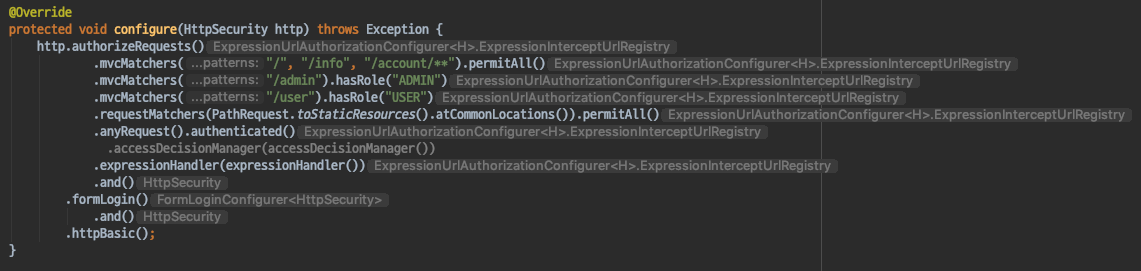 @Override
protected void configure(HttpSecurity http) throws Exception {
http.authorizeRequests() ExpressionUrlAuthorizationConfigurer<H>.ExpressionInterceptUrlRegistry
.mvcMatchers( ...patterns: "/", "/info", "/account/**").permitAll() ExpressionUrlAuthorizationConfigurer<H>.ExpressionInterceptUrlRegistry
.mvcMatchers( ...patterns: "/admin").hasRole("ADMIN") ExpressionUrlAuthorizationConfigurer<H>.ExpressionInterceptUrlRegistry
.mvcMatchers( ...patterns: "/user").hasRole("USER") ExpressionUrlAuthorizationConfigurer<H>.ExpressionInterceptUrlRegistry
.requestMatchers(PathRequest.toStaticResources().atCommonLocations()).permitAll() ExpressionUrlAuthorizationConfigurer<H>.ExpressionInterceptUrlRegistry
.anyRequest().authenticated() ExpressionUrlAuthorizationConfigurer<H>.ExpressionInterceptUrlRegistry
.accessDecisionManager(accessDecisionManager())
.expressionHandler(expressionHandler()) ExpressionUrlAuthorizationConfigurer<H>.ExpressionInterceptUrlRegistry
.and() HttpSecurity
.formLogin() FormLoginConfigurer<HttpSecurity>
.and() HttpSecurity
.httpBasic();
}